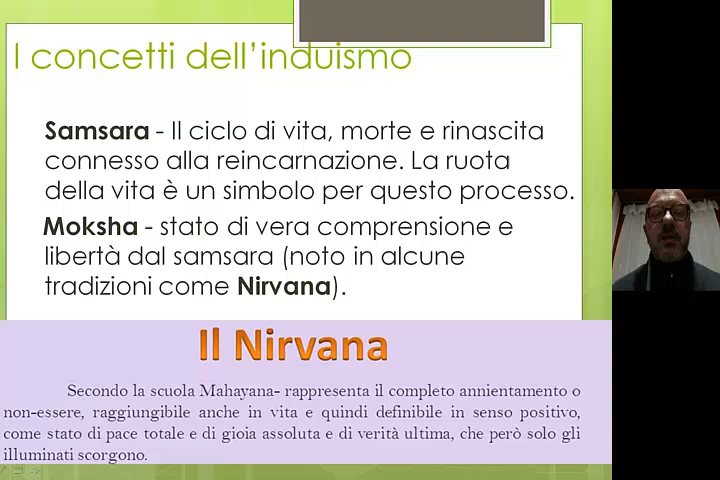 I concetti dell'induismo
Samsara - Il ciclo di vita, morte e rinascita
connesso alla reincarnazione. La ruota
della vita è un simbolo per questo processo.
Moksha - stato di vera comprensione e
libertà dal samsara (noto in alcune
tradizioni come Nirvana).
Il Nirvana
Secondo la scuola Mahayana- rappresenta il completo annientamento o
non-essere, raggiungibile anche in vita e quindi definibile in senso positivo,
come stato di pace totale e di gioia assoluta e di verità ultima, che però solo gli
illuminati scorgono.